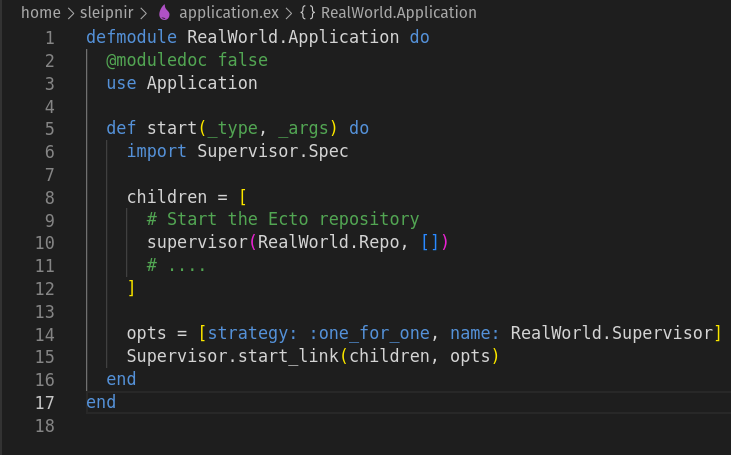 home > sleipnir > application.ex > {} RealWorld.Application
1 defmodule RealWorld.Application do
2   @moduledoc false
3   use Application
4
5   def start(_type, _args) do
6     import Supervisor.Spec
7
8     children = [
9       # Start the Ecto repository
10       supervisor(RealWorld.Repo, [])
11       # ....
12     ]
13
14     opts = [strategy: :one_for_one, name: RealWorld.Supervisor]
15     Supervisor.start_link(children, opts)
16   end
17 end
18